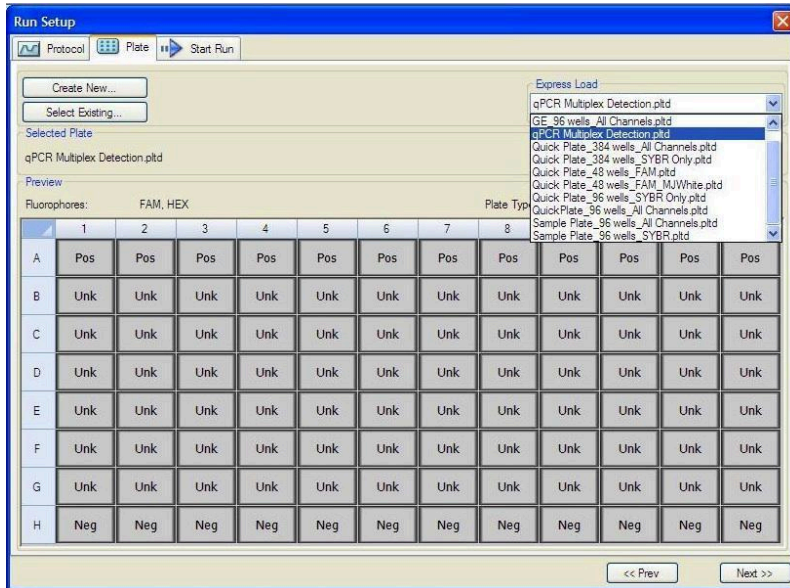 Run Setup
Protocol Plate Start Run
Create New...
Select Existing...
Express Load
qPCR Multiplex Detection.pltd
GE_96 wells_All Channels.pltd
qPCR Multiplex Detection.pltd
Quick Plate_384 wells_All Channels.pltd
Quick Plate_384 wells_SYBR Only.pltd
Quick Plate_48 wells_FAM.pltd
Quick Plate_48 wells_FAM_MJWhite.pltd
Quick Plate_96 wells_SYBR Only.pltd
QuickPlate_96 wells_All Channels.pltd
Sample Plate_96 wells_All Channels.pltd
Sample Plate_96 wells_SYBR.pltd
Selected Plate
qPCR Multiplex Detection.pltd
Preview
Fluorophores: FAM, HEX Plate Typ
1 2 3 4 5 6 7 8
A Pos Pos Pos Pos Pos Pos Pos Pos Pos Pos Pos
B Unk Unk Unk Unk Unk Unk Unk Unk Unk Unk Unk
C Unk Unk Unk Unk Unk Unk Unk Unk Unk Unk Unk
D Unk Unk Unk Unk Unk Unk Unk Unk Unk Unk Unk
E Unk Unk Unk Unk Unk Unk Unk Unk Unk Unk Unk
F Unk Unk Unk Unk Unk Unk Unk Unk Unk Unk Unk
G Unk Unk Unk Unk Unk Unk Unk Unk Unk Unk Unk
H Neg Neg Neg Neg Neg Neg Neg Neg Neg Neg Neg
<< Prev Next >>